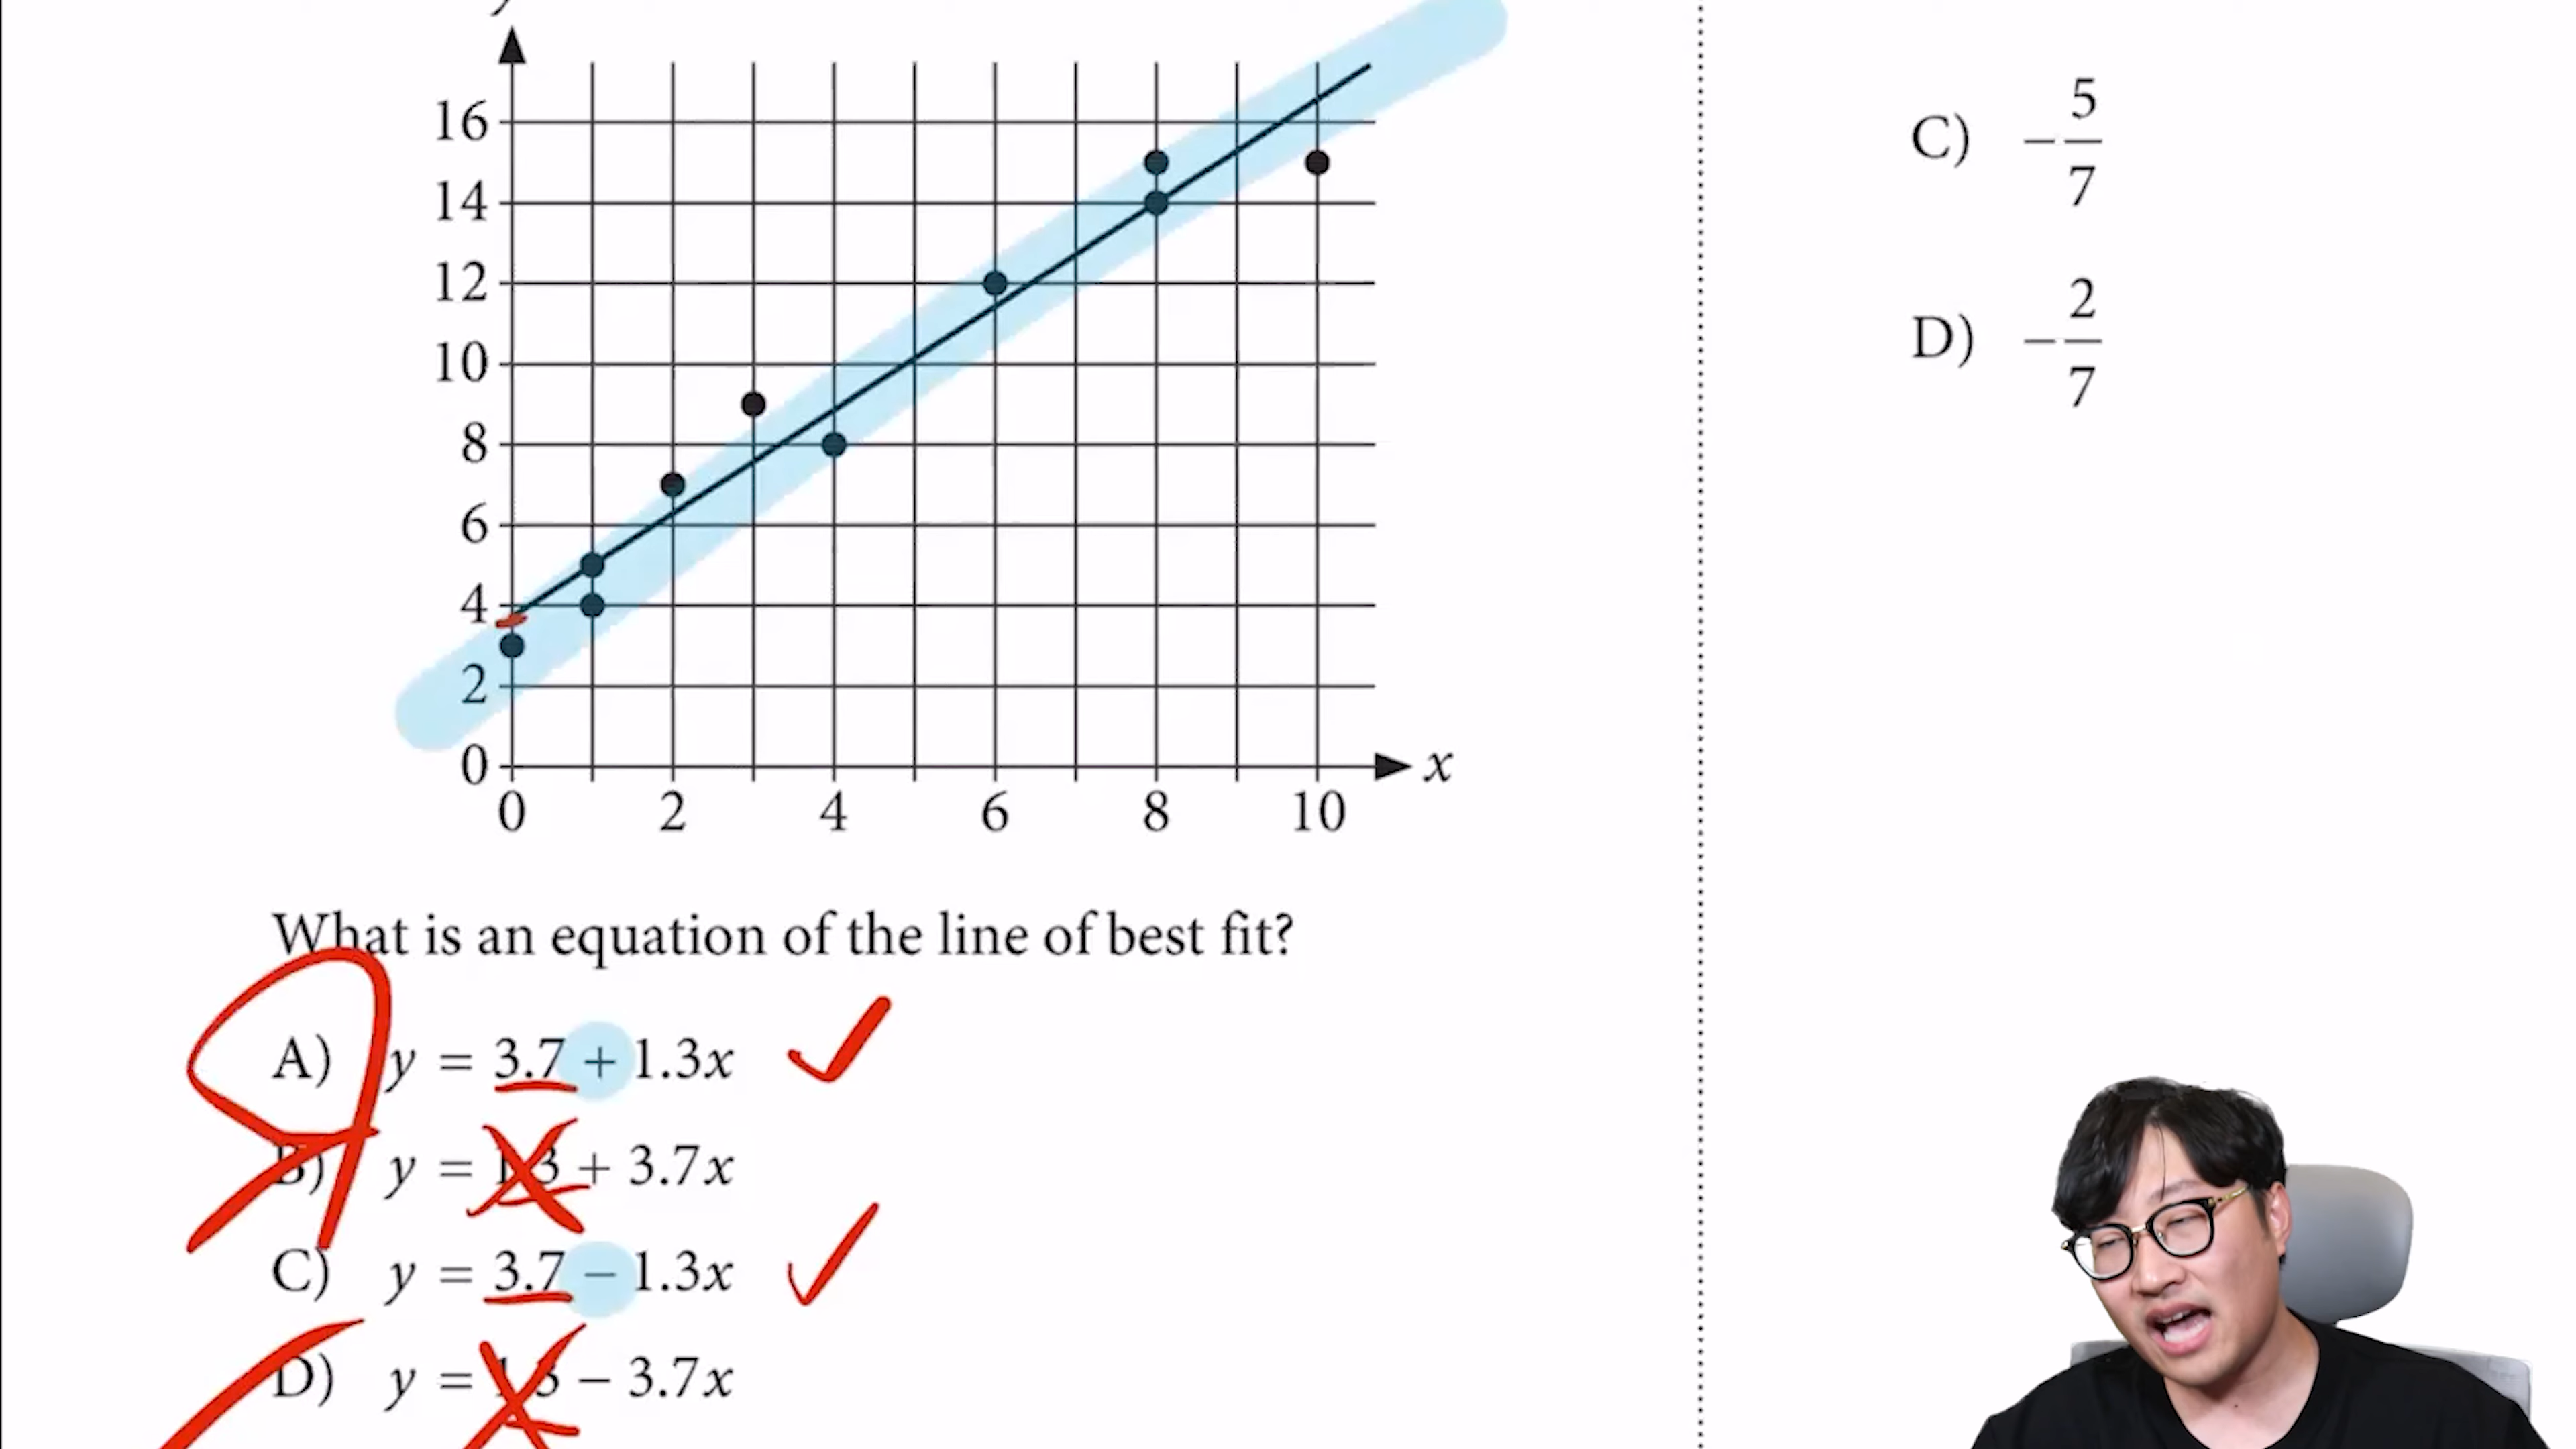 y
16
14
12
10
8
6
4
2
0
0 2 4 6 8 10
x
What is an equation of the line of best fit?
A) y = 3.7 + 1.3x
B) y = 1.3 + 3.7x
C) y = 3.7 − 1.3x
D) y = 1.3 − 3.7x
C) −5/7
D) −2/7